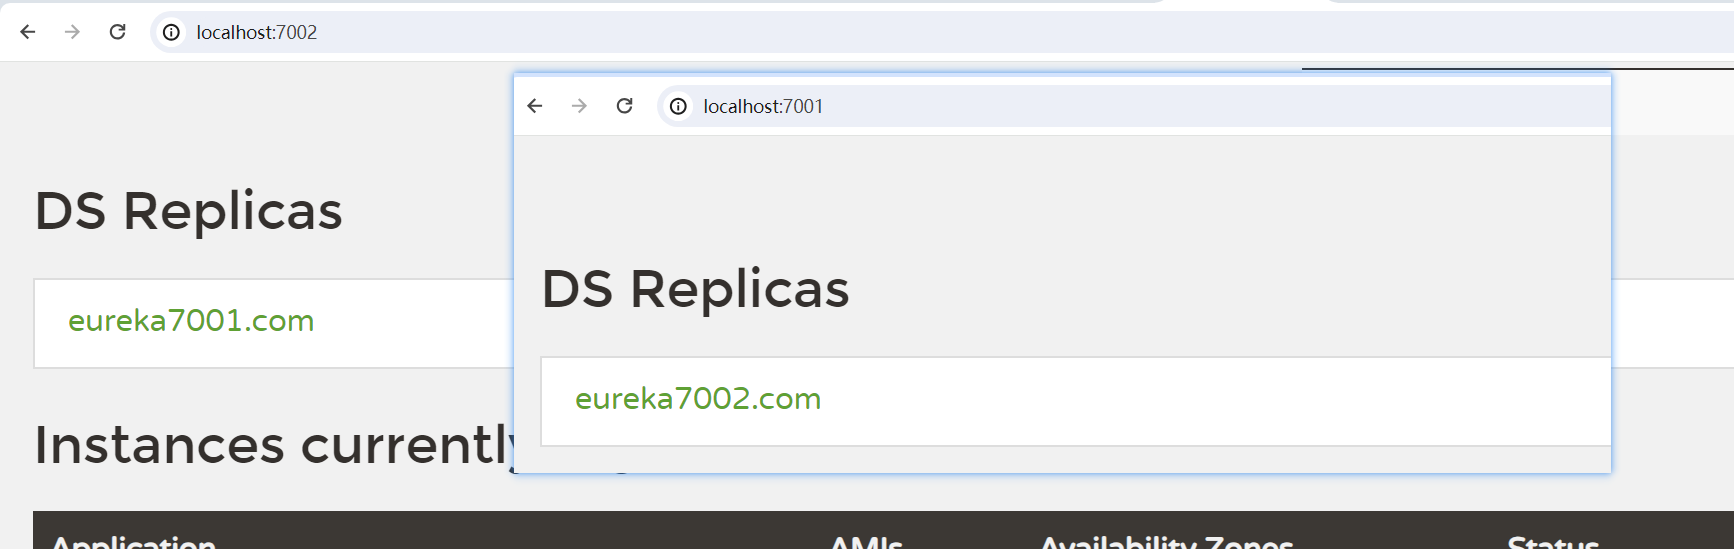 localhost:7002
DS Replicas
eureka7001.com
Instances currently
Application AMIs Availability Zones Status
localhost:7001
DS Replicas
eureka7002.com